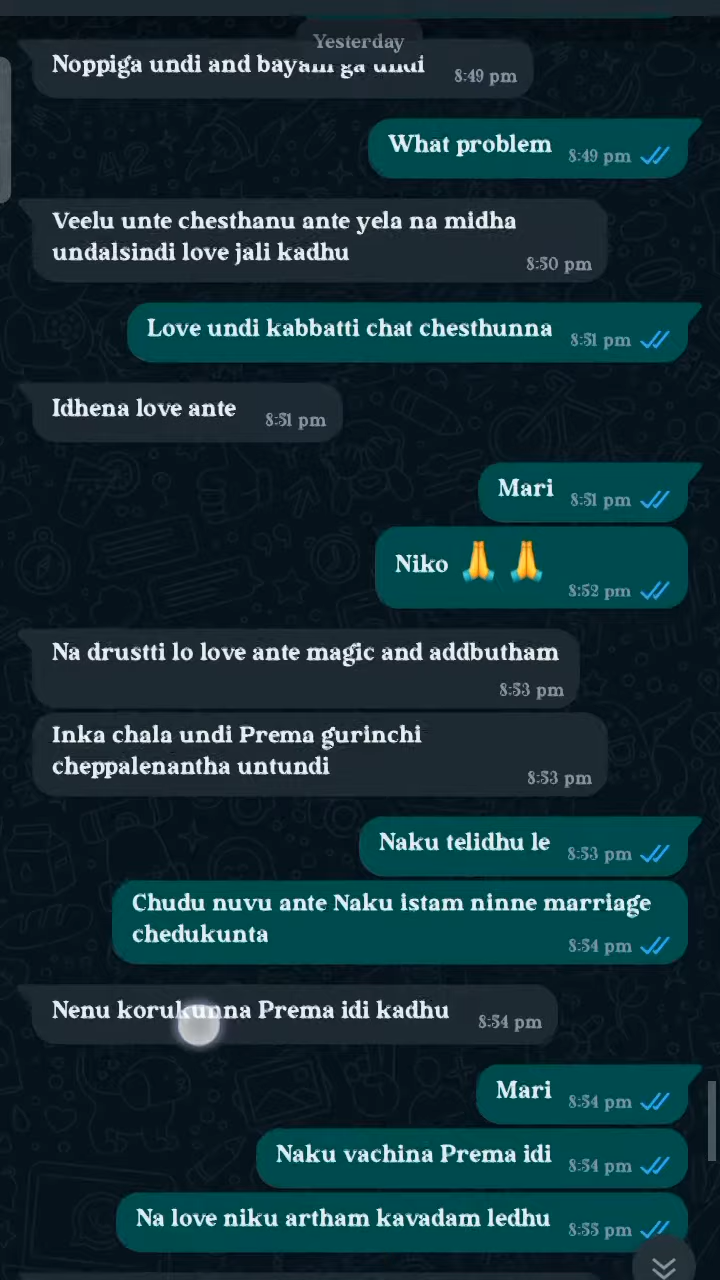 Yesterday
Noppiga undi and bayam ga undi
8:49 pm
What problem
8:49 pm
Veelu unte chesthanu ante yela na midha
undalsindi love jali kadhu
8:50 pm
Love undi kabbatti chat chesthunna
8:51 pm
Idhena love ante
8:51 pm
Mari
8:51 pm
Niko 🙏 🙏
8:52 pm
Na drustti lo love ante magic and addbutham
8:53 pm
Inka chala undi Prema gurinchi
cheppalenantha untundi
8:53 pm
Naku telidhu le
8:53 pm
Chudu nuvu ante Naku istam ninne marriage
chedukunta
8:54 pm
Nenu korukunna Prema idi kadhu
8:54 pm
Mari
8:54 pm
Naku vachina Prema idi
8:54 pm
Na love niku artham kavadam ledhu
8:55 pm